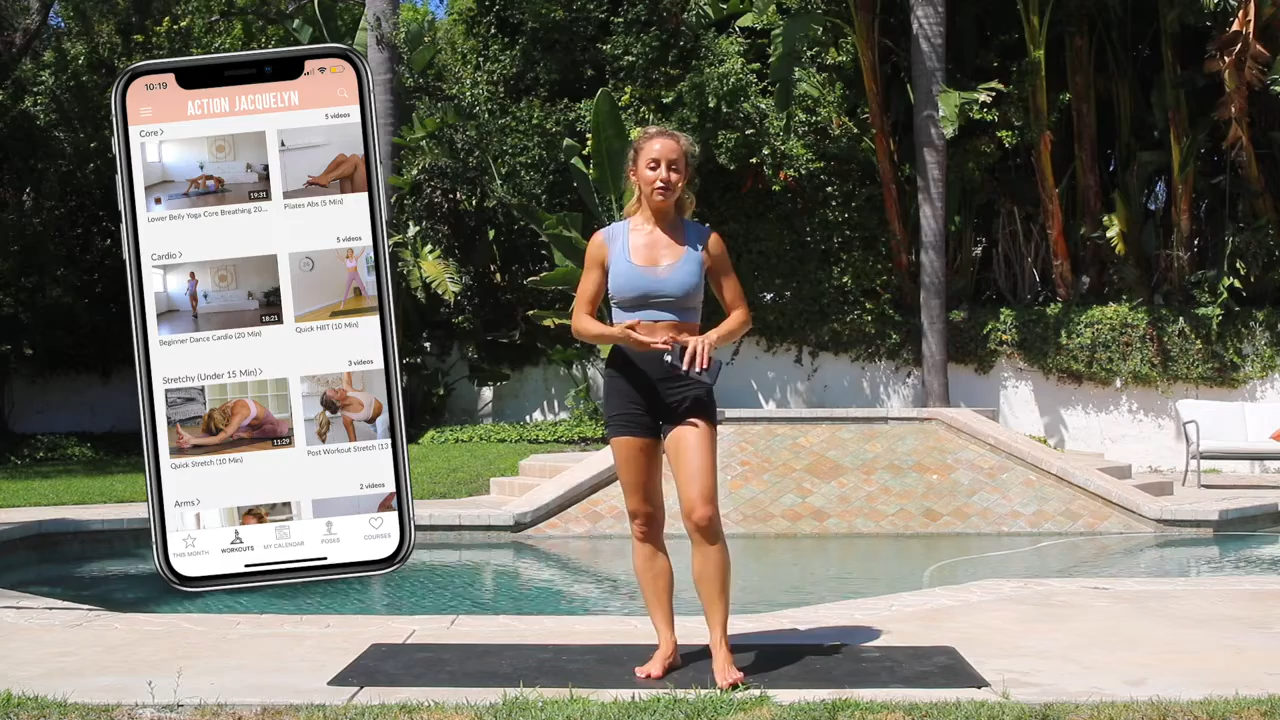 10:19
ACTION JACQUELYN
5 videos
Core >
19:31
Lower Belly Yoga Core Breathing 20...
Pilates Abs (5 Min)
5 videos
Cardio >
18:21
Beginner Dance Cardio (20 Min)
Quick HIIT (10 Min)
3 videos
Stretchy (Under 15 Min) >
11:29
Quick Stretch (10 Min)
Post Workout Stretch (13
2 videos
Arms >
THIS MONTH
WORKOUTS
MY CALENDAR
POSES
COURSES